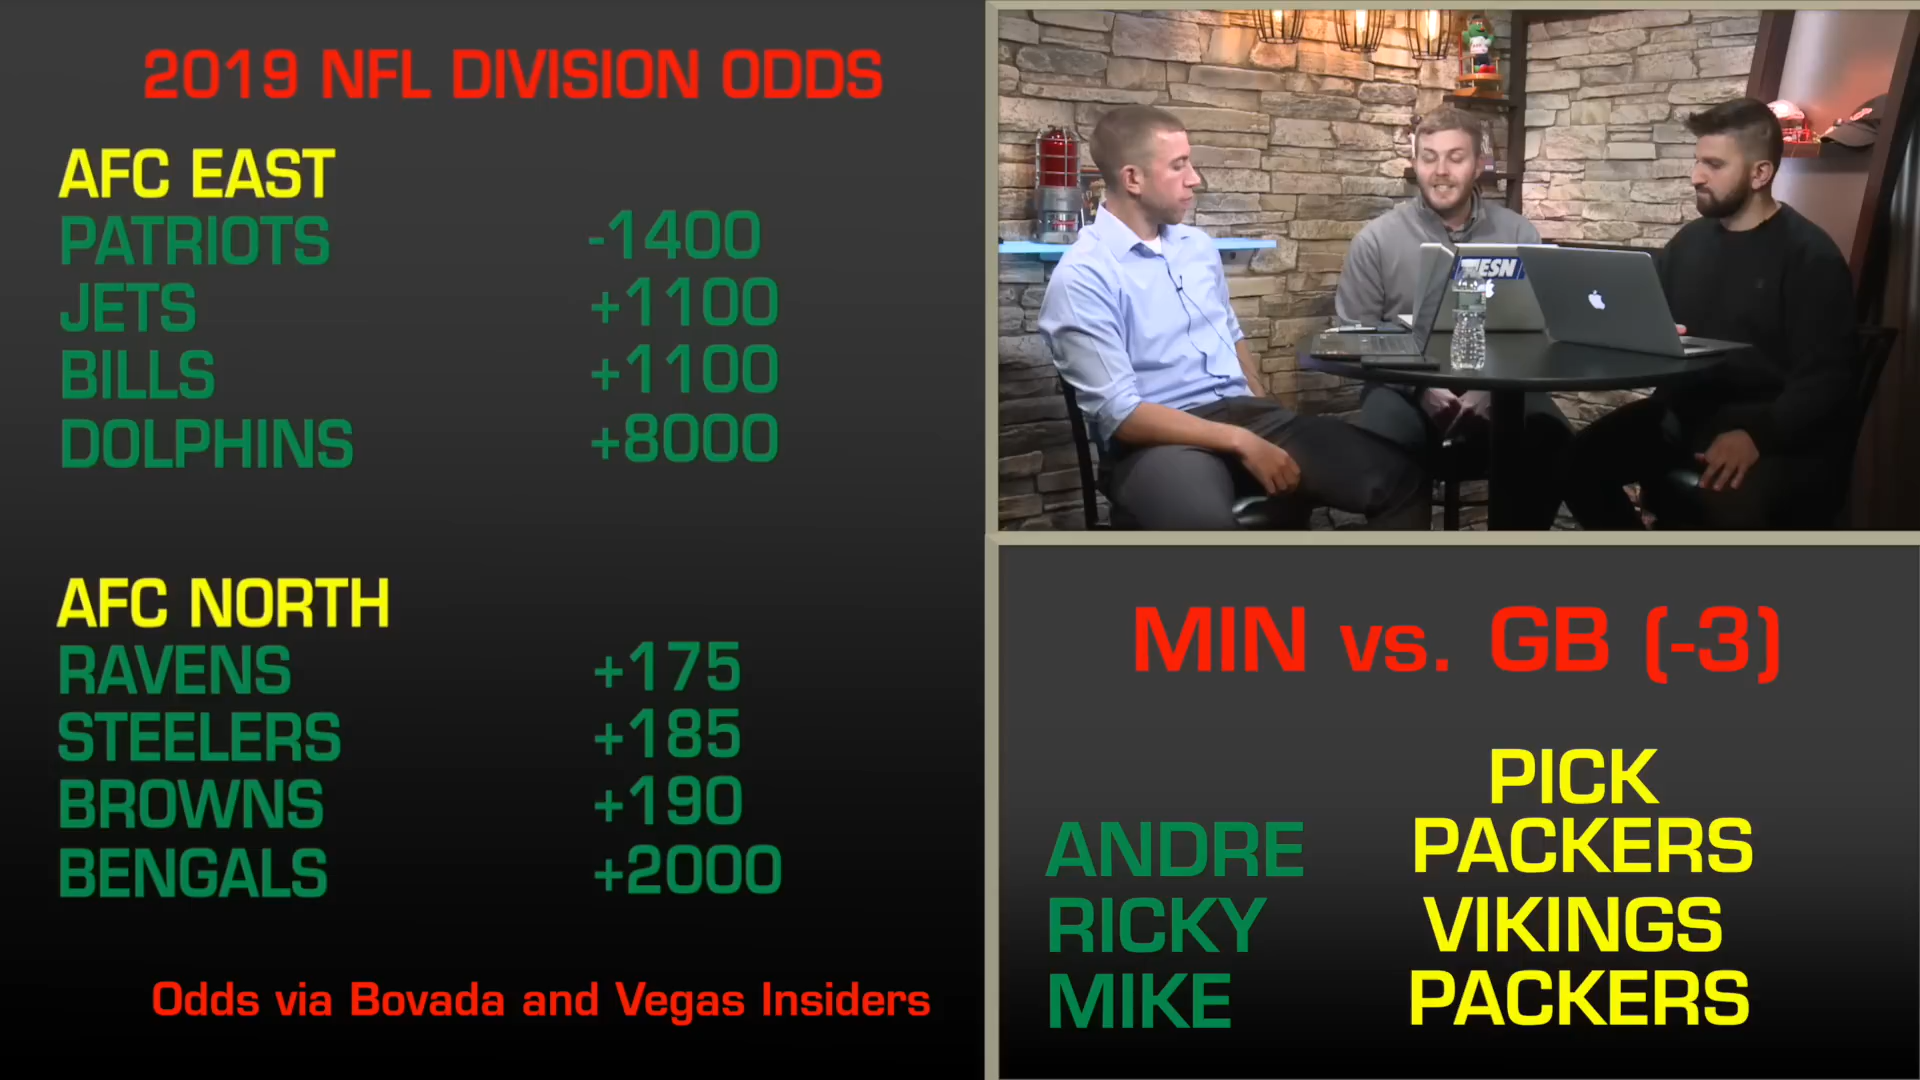 2019 NFL DIVISION ODDS
AFC EAST
PATRIOTS -1400
JETS +1100
BILLS +1100
DOLPHINS +8000
AFC NORTH
RAVENS +175
STEELERS +185
BROWNS +190
BENGALS +2000
Odds via Bovada and Vegas Insiders
NESN
MIN vs. GB (-3)
PICK
ANDRE PACKERS
RICKY VIKINGS
MIKE PACKERS